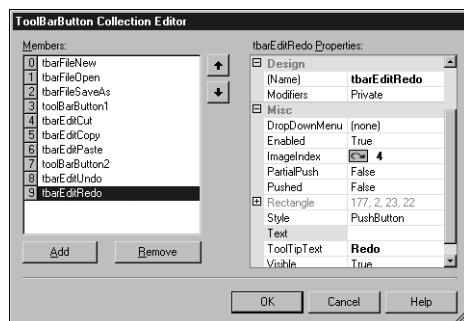 ToolBarButton Collection Editor
Members:
0 tbarFileNew
1 tbarFileOpen
2 tbarFileSaveAs
3 toolBarButton1
4 tbarEditCut
5 tbarEditCopy
6 tbarEditPaste
7 toolBarButton2
8 tbarEditUndo
9 tbarEditRedo
Add Remove
tbarEditRedo Properties:
Design
(Name) tbarEditRedo
Modifiers Private
Misc
DropDownMenu (none)
Enabled True
ImageIndex 4
PartialPush False
Pushed False
Rectangle 177, 2, 23, 22
Style PushButton
Text
ToolTipText Redo
Visible True
OK Cancel Help